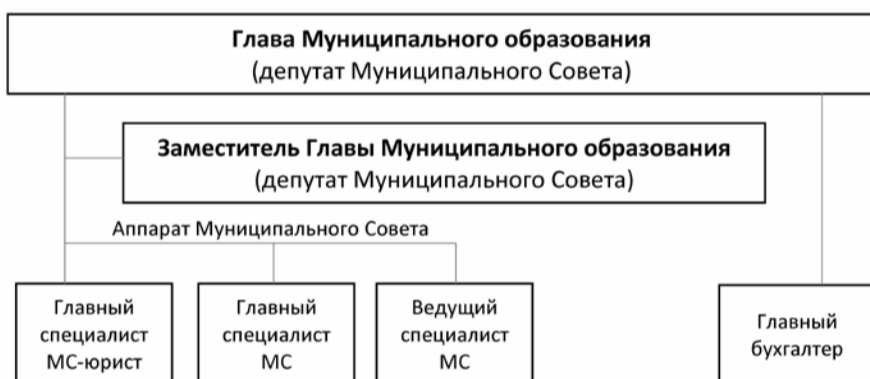 Глава Муниципального образования
(депутат Муниципального Совета)
Заместитель Главы Муниципального образования
(депутат Муниципального Совета)
Аппарат Муниципального Совета
Главный
специалист
МС-юрист
Главный
специалист
МС
Ведущий
специалист
МС
Главный
бухгалтер